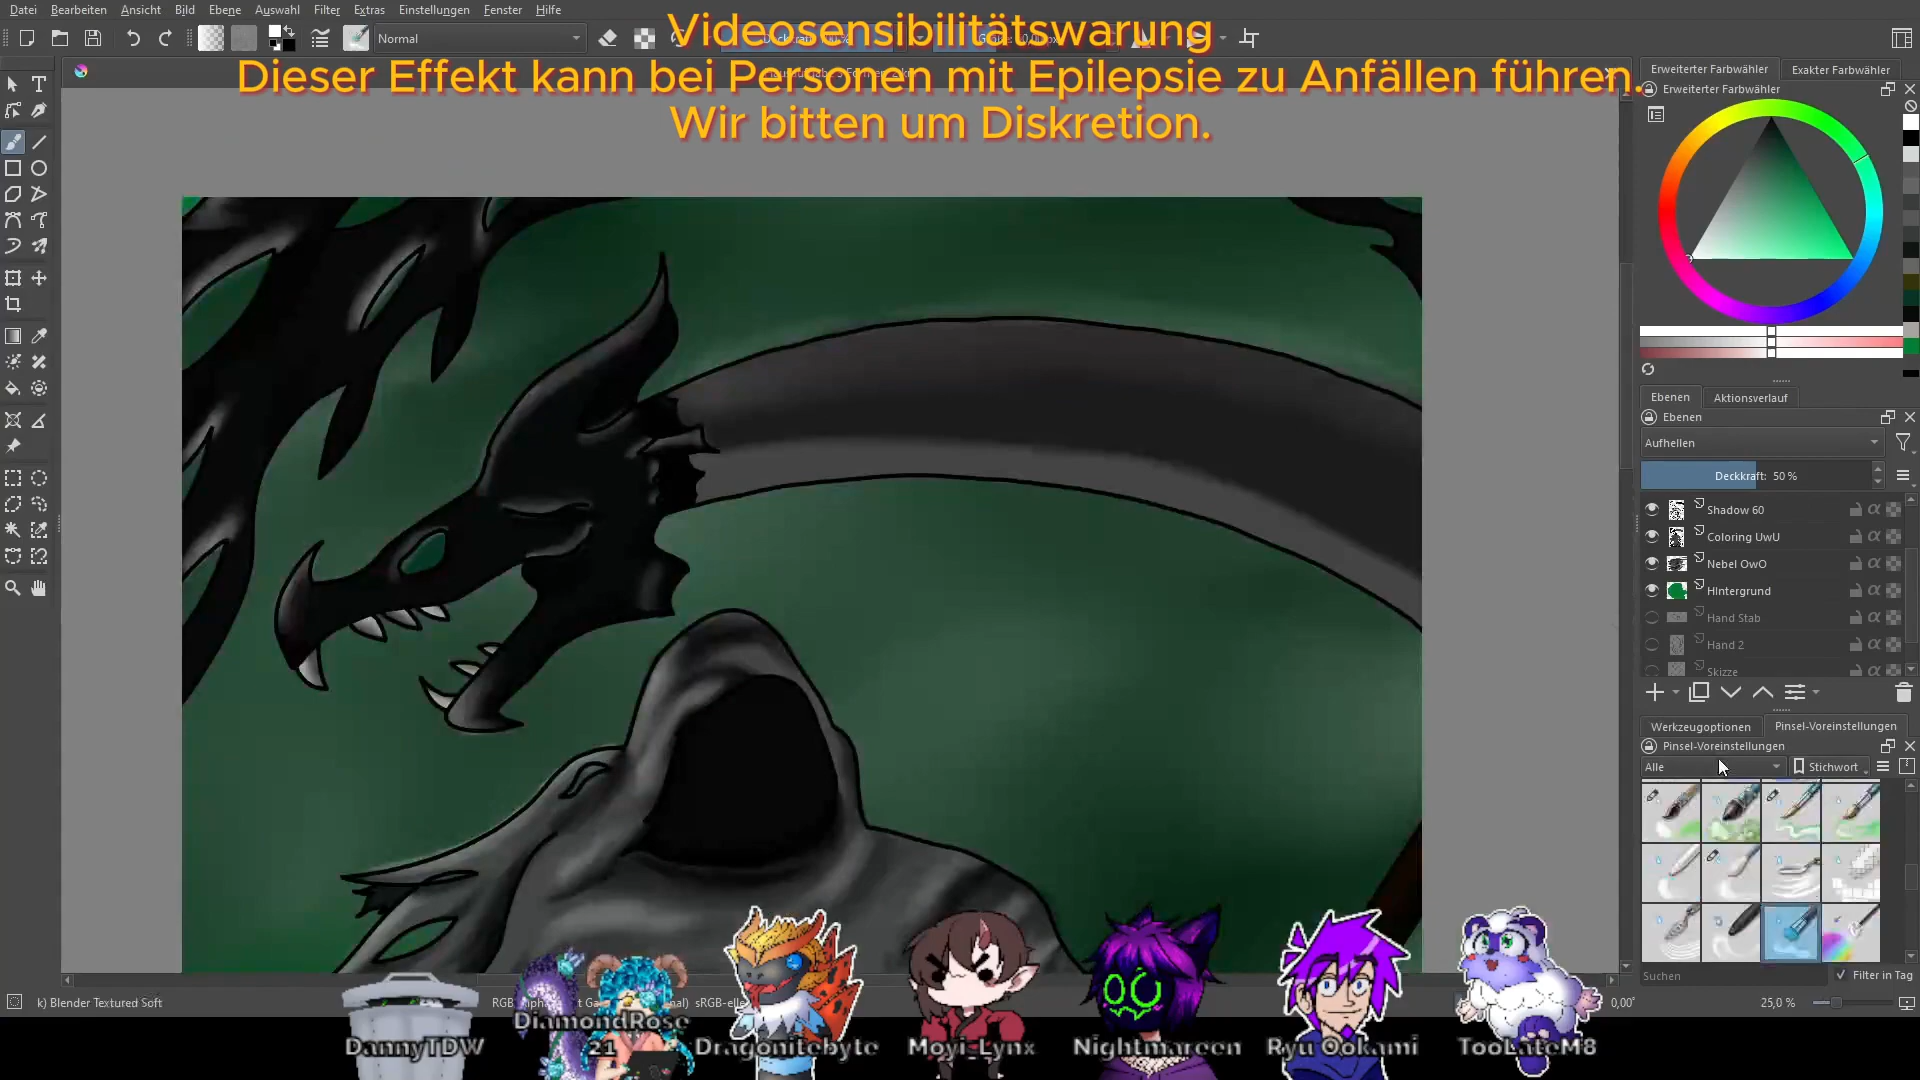 Datei Bearbeiten Ansicht Bild Ebene Auswahl Filter Extras Einstellungen Fenster Hilfe
Normal
Videosensibilitätswarung
Dieser Effekt kann bei Personen mit Epilepsie zu Anfällen führen.
Wir bitten um Diskretion.
Erweiterter Farbwähler Exakter Farbwähler
Erweiterter Farbwähler
Ebenen Aktionsverlauf
Ebenen
Aufhellen
Deckkraft: 50 %
Shadow 60
Coloring UwU
Nebel OwO
HIntergrund
Hand Stab
Hand 2
Skizze
Werkzeugoptionen Pinsel-Voreinstellungen
Pinsel-Voreinstellungen
Alle Stichwort
Suchen Filter in Tag
k) Blender Textured Soft
0,00° 25,0 %
DannyTDW
DiamondRose
21
Dragonitebyte
Moyi_Lynx
Nightmareon
Ryu Ookami
TooLateM8